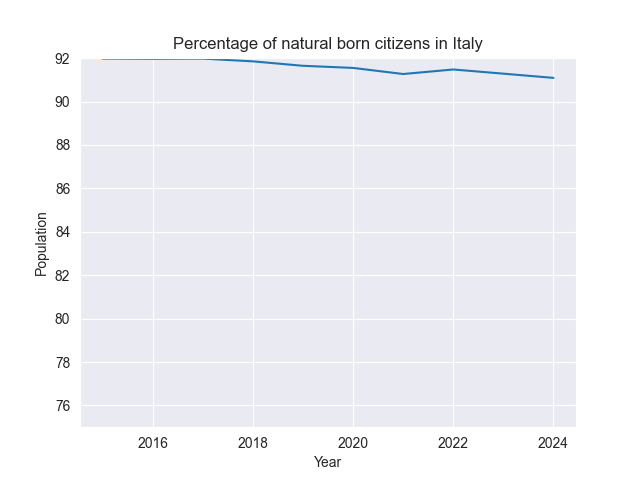 Percentage of natural born citizens in Italy
92
90
88
86
84
82
80
78
76
Population
2016 2018 2020 2022 2024
Year